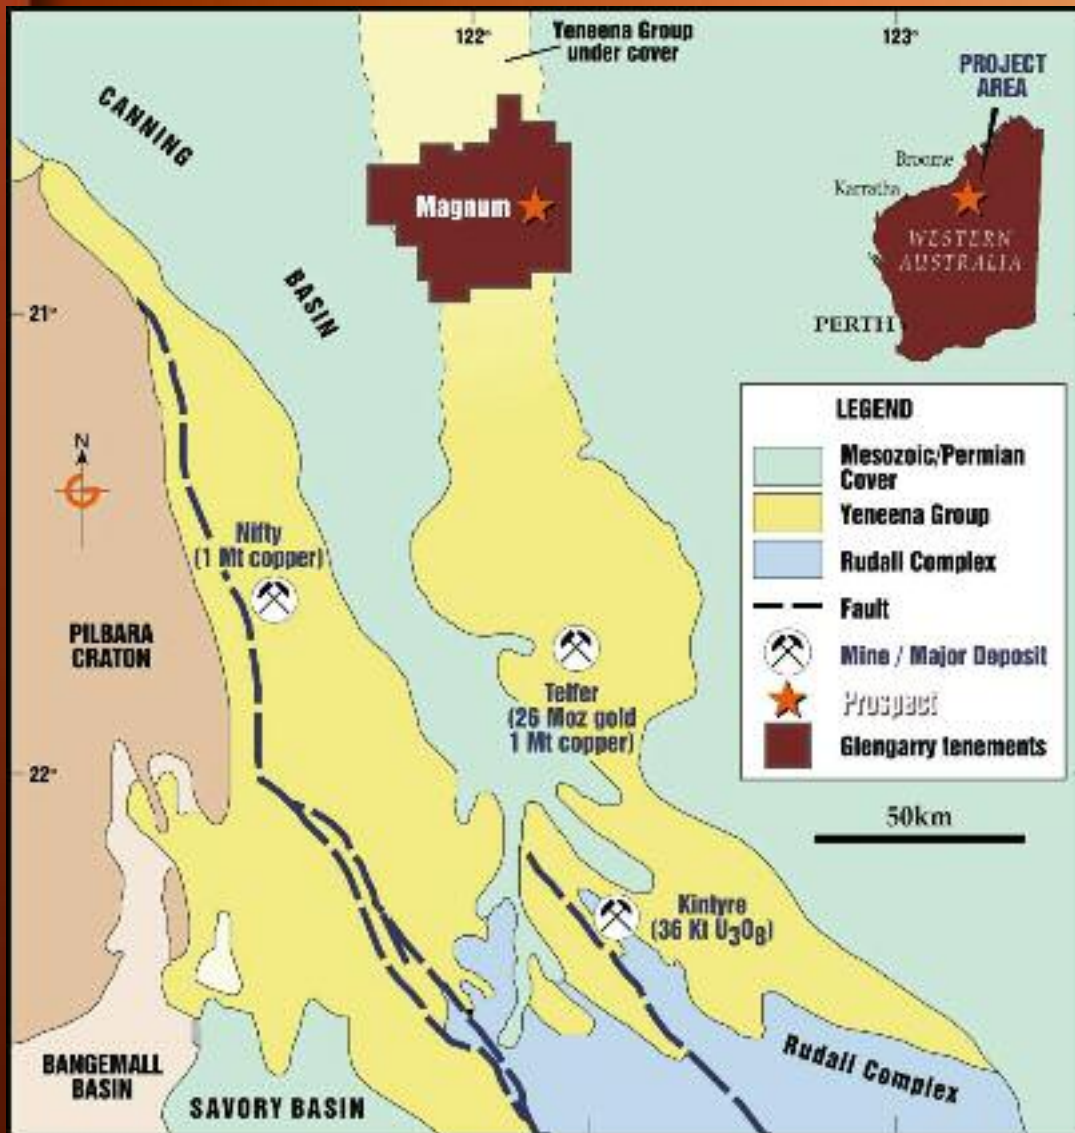 122°
Yeneena Group
under cover
123°
PROJECT
AREA
CANNING
BASIN
Broome
Karratha
WESTERN
AUSTRALIA
PERTH
Magnum
21°
N
LEGEND
Mesozoic/Permian
Cover
Yeneena Group
Rudall Complex
Fault
Mine / Major Deposit
Prospect
Glengarry tenements
Nifty
(1 Mt copper)
PILBARA
CRATON
Telfer
(26 Moz gold
1 Mt copper)
22°
50km
Kintyre
(36 Kt U₃O₈)
Rudall Complex
BANGEMALL
BASIN
SAVORY BASIN